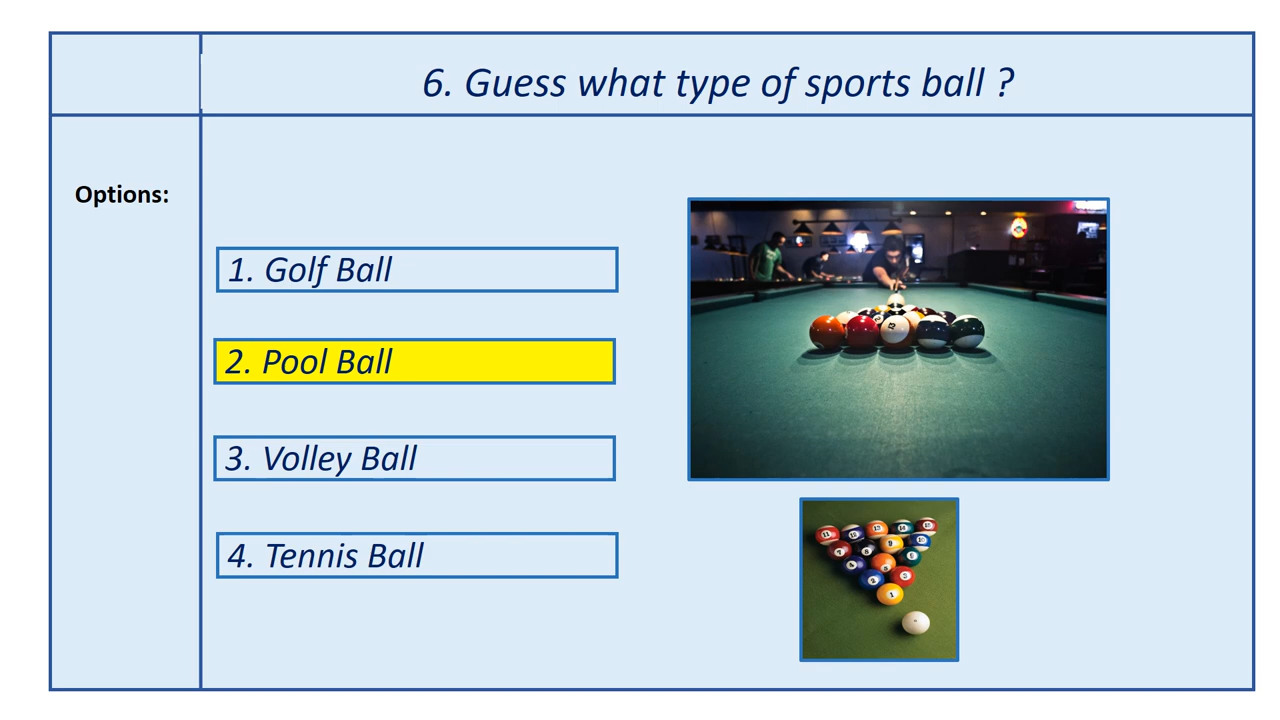 6. Guess what type of sports ball ?
Options:
1. Golf Ball
2. Pool Ball
3. Volley Ball
4. Tennis Ball